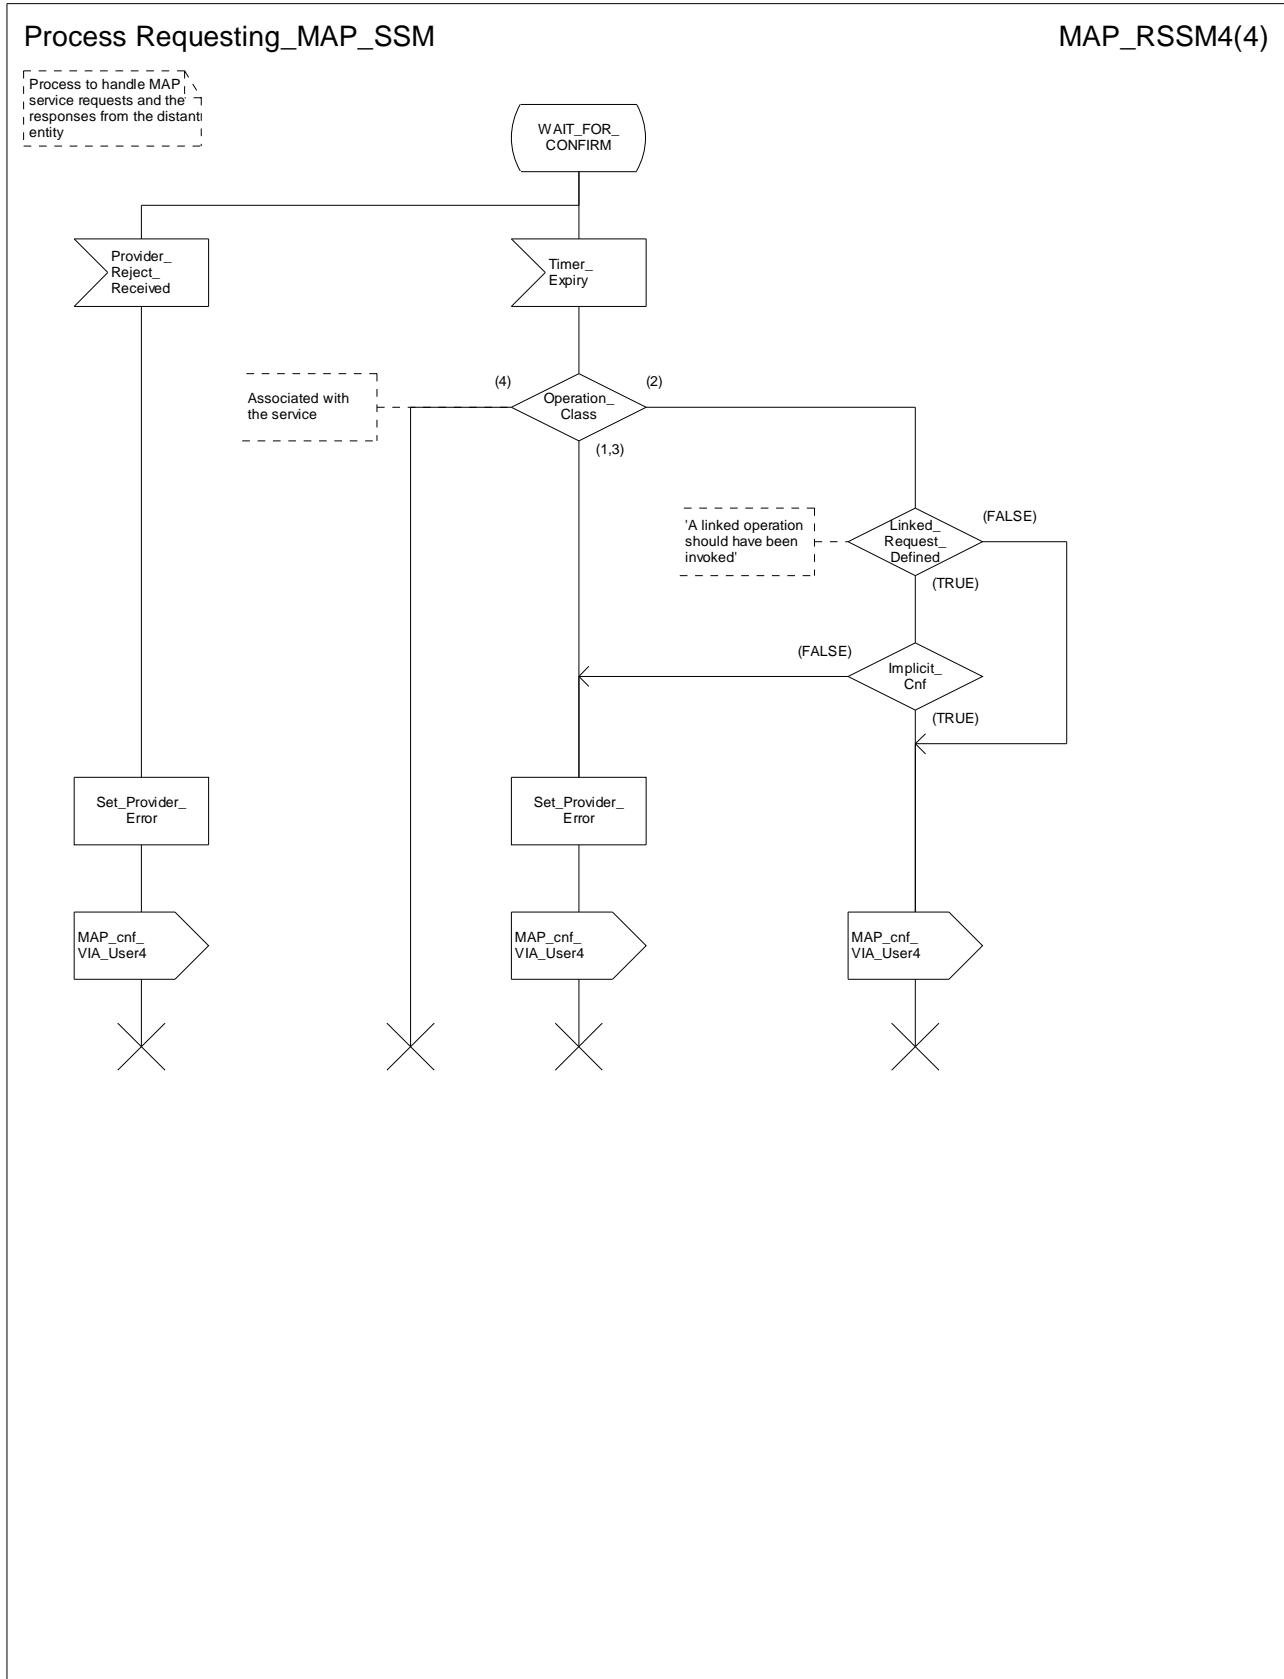 Process Requesting_MAP_SSM
MAP_RSSM4(4)
Process to handle MAP
service requests and the
responses from the distant
entity
WAIT_FOR_
CONFIRM
Provider_
Reject_
Received
Timer_
Expiry
Associated with
the service
(4)
Operation_
Class
(2)
(1,3)
'A linked operation
should have been
invoked'
Linked_
Request_
Defined
(FALSE)
(TRUE)
(FALSE)
Implicit_
Cnf
(TRUE)
Set_Provider_
Error
Set_Provider_
Error
MAP_cnf_
VIA_User4
MAP_cnf_
VIA_User4
MAP_cnf_
VIA_User4